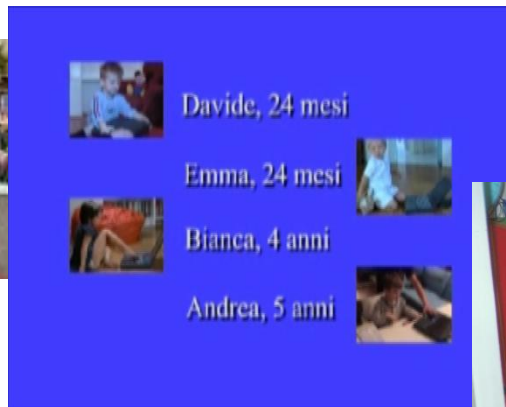 Davide, 24 mesi
Emma, 24 mesi
Bianca, 4 anni
Andrea, 5 anni